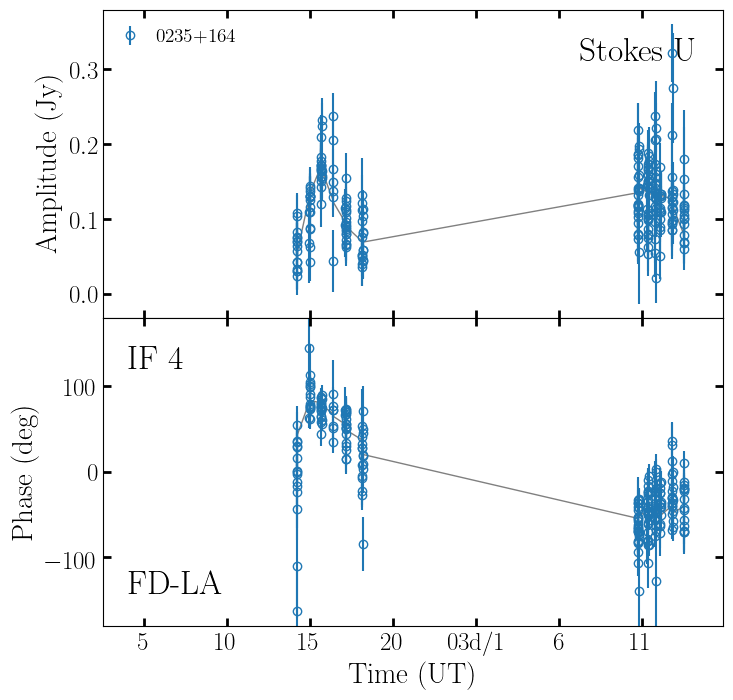 0235+164
Stokes U
Amplitude (Jy)
0.3
0.2
0.1
0.0
IF 4
Phase (deg)
100
0
−100
FD-LA
5 10 15 20 03d/1 6 11
Time (UT)